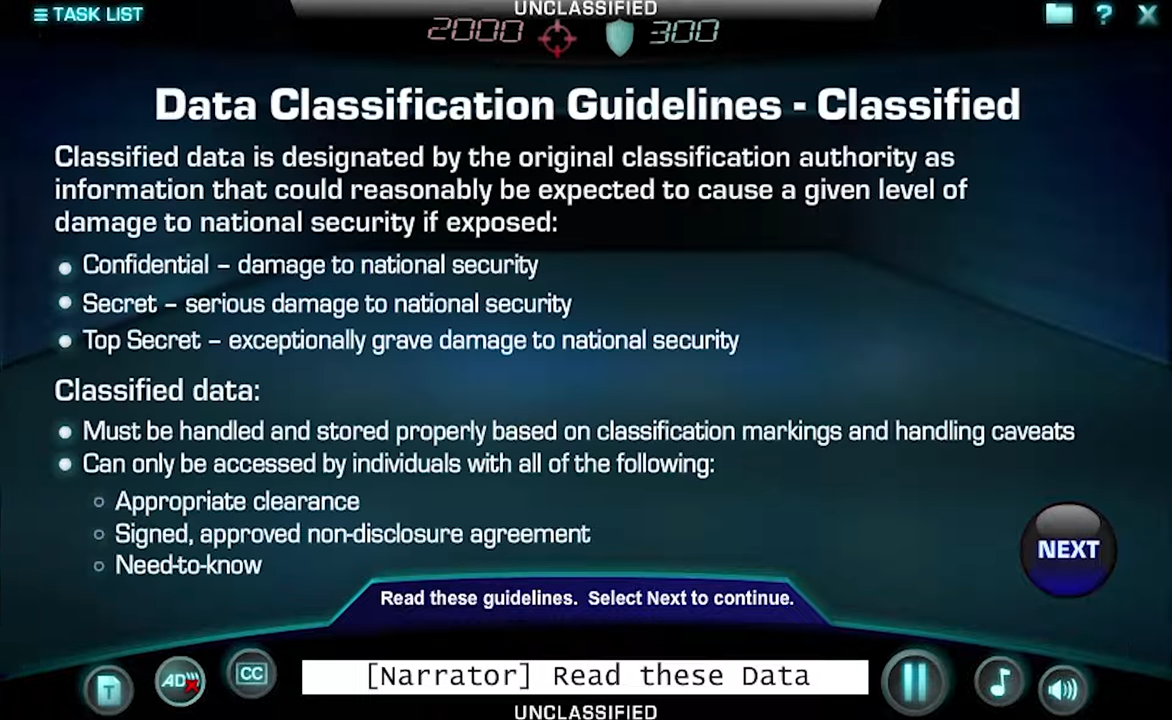 UNCLASSIFIED
TASK LIST
2000 300
? X
Data Classification Guidelines - Classified
Classified data is designated by the original classification authority as
information that could reasonably be expected to cause a given level of
damage to national security if exposed:
Confidential – damage to national security
Secret – serious damage to national security
Top Secret – exceptionally grave damage to national security
Classified data:
Must be handled and stored properly based on classification markings and handling caveats
Can only be accessed by individuals with all of the following:
Appropriate clearance
Signed, approved non-disclosure agreement
Need-to-know
NEXT
Read these guidelines. Select Next to continue.
T AD CC
[Narrator] Read these Data
UNCLASSIFIED